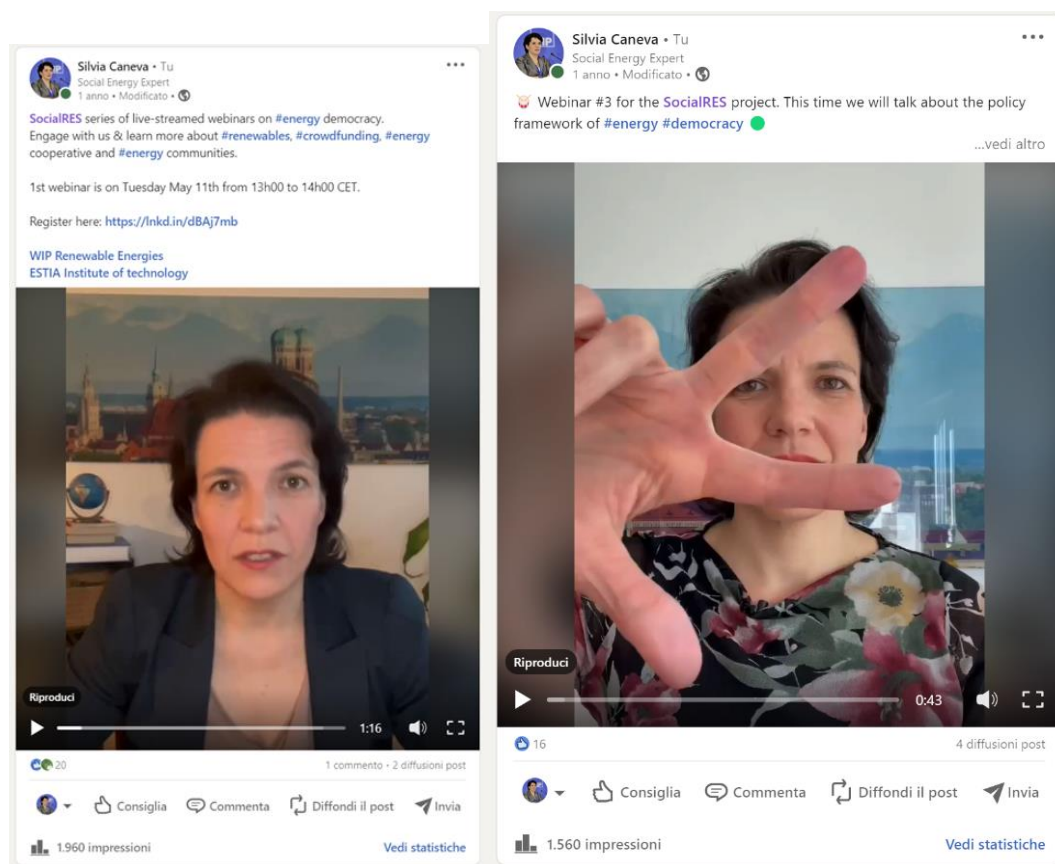 Silvia Caneva • Tu
Social Energy Expert
1 anno • Modificato •
SocialRES series of live-streamed webinars on #energy democracy.
Engage with us & learn more about #renewables, #crowdfunding, #energy
cooperative and #energy communities.
1st webinar is on Tuesday May 11th from 13h00 to 14h00 CET.
Register here: https://lnkd.in/dBAj7mb
WIP Renewable Energies
ESTIA Institute of technology
Riproduci
1:16
20
1 commento • 2 diffusioni post
Consiglia
Commenta
Diffondi il post
Invia
1.960 impressioni
Vedi statistiche
Silvia Caneva • Tu
Social Energy Expert
1 anno • Modificato •
Webinar #3 for the SocialRES project. This time we will talk about the policy
framework of #energy #democracy
...vedi altro
Riproduci
0:43
16
4 diffusioni post
Consiglia
Commenta
Diffondi il post
Invia
1.560 impressioni
Vedi statistiche